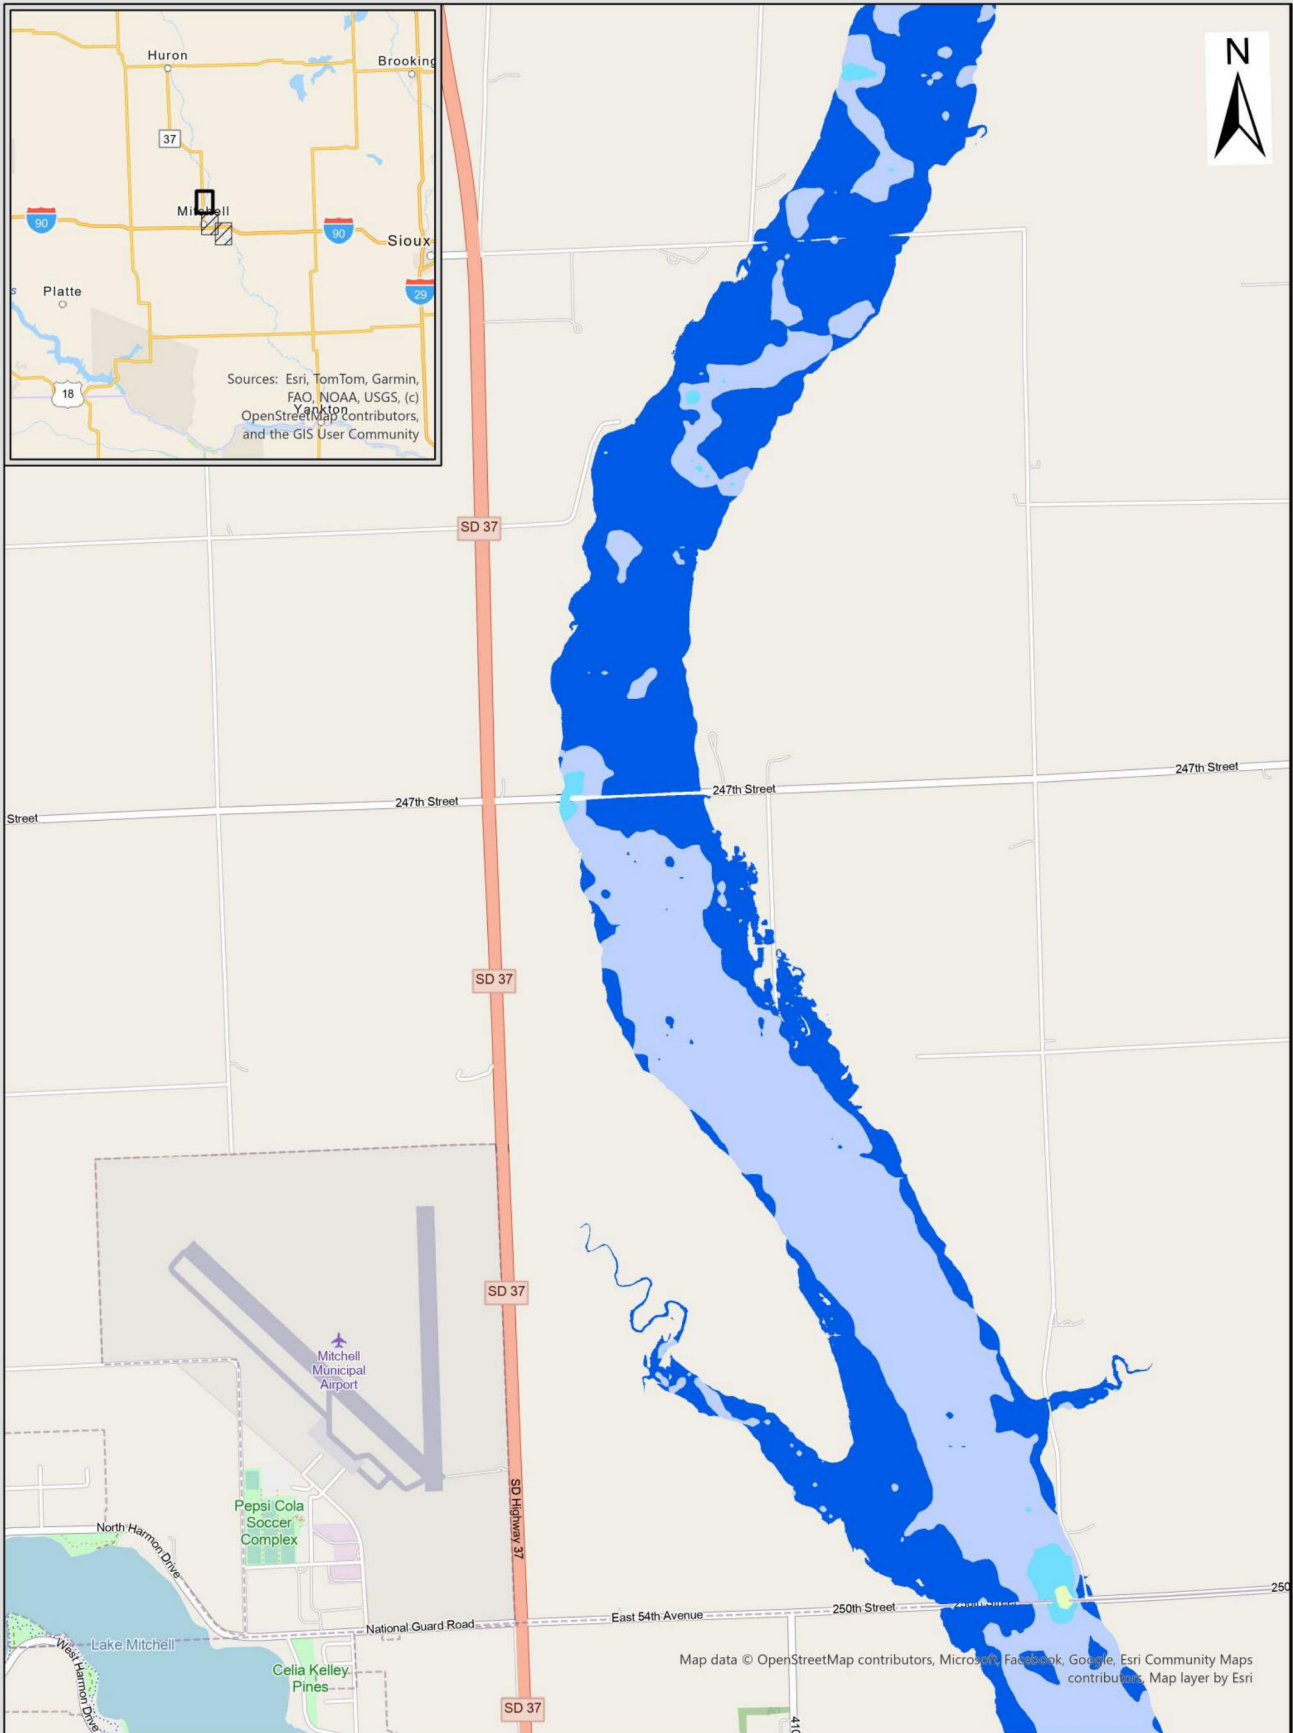 N
Huron
Brooking
37
Mitchell
90
90
Sioux
29
s
Platte
18
Yankton
Sources: Esri, TomTom, Garmin,
FAO, NOAA, USGS, (c)
OpenStreetMap contributors,
and the GIS User Community
SD 37
247th Street
247th Street
247th Street
Street
SD 37
SD 37
Mitchell
Municipal
Airport
SD Highway 37
Pepsi Cola
Soccer
Complex
North Harmon Drive
250
250th Street
250th Street
East 54th Avenue
National Guard Road
Lake Mitchell
West Harmon Drive
Celia Kelley
Pines
Map data © OpenStreetMap contributors, Microsoft, Facebook, Google, Esri Community Maps
contributors, Map layer by Esri
SD 37
410